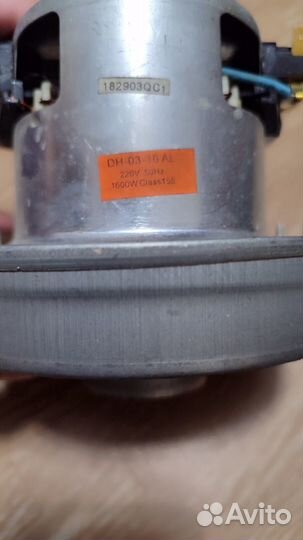 182903QC1
DH-03-16 AL
220V 50Hz
1600W Class155
Avito